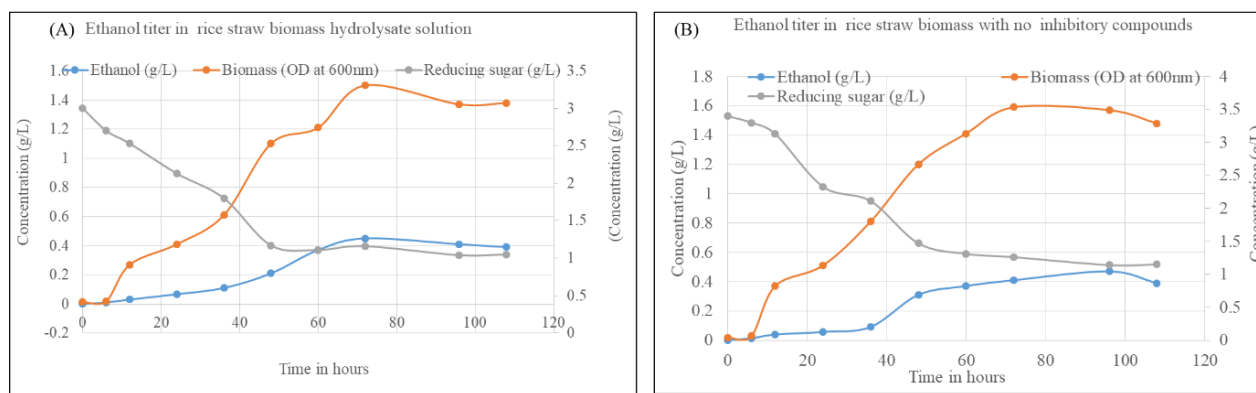 (A) Ethanol titer in rice straw biomass hydrolysate solution
Ethanol (g/L) Biomass (OD at 600nm) Reducing sugar (g/L)
1.6
1.4
1.2
1
0.8
0.6
0.4
0.2
0
-0.2
Concentration (g/L)
3.5
3
2.5
2
1.5
1
0.5
0
(Concentration (g/L)
0 20 40 60 80 100 120
Time in hours
(B) Ethanol titer in rice straw biomass with no inhibitory compounds
Ethanol (g/L) Biomass (OD at 600nm)
Reducing sugar (g/L)
1.8
1.6
1.4
1.2
1
0.8
0.6
0.4
0.2
0
Concentration (g/L)
4
3.5
3
2.5
2
1.5
1
0.5
0
Concentration (g/L)
0 20 40 60 80 100 120
Time in hours